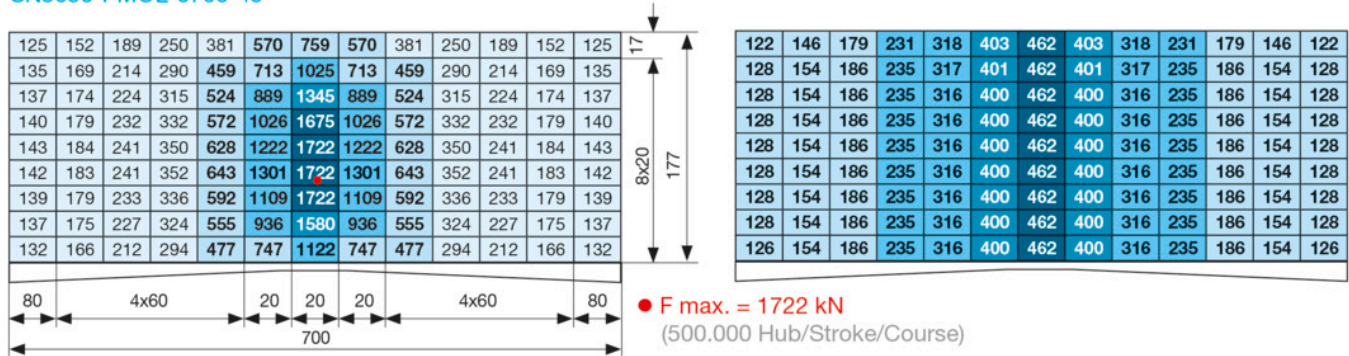 125 152 189 250 381 570 759 570 381 250 189 152 125
135 169 214 290 459 713 1025 713 459 290 214 169 135
137 174 224 315 524 889 1345 889 524 315 224 174 137
140 179 232 332 572 1026 1675 1026 572 332 232 179 140
143 184 241 350 628 1222 1722 1222 628 350 241 184 143
142 183 241 352 643 1301 1722 1301 643 352 241 183 142
139 179 233 336 592 1109 1722 1109 592 336 233 179 139
137 175 227 324 555 936 1580 936 555 324 227 175 137
132 166 212 294 477 747 1122 747 477 294 212 166 132
17
8x20
177
80 4x60 20 20 20 4x60 80
700
122 146 179 231 318 403 462 403 318 231 179 146 122
128 154 186 235 317 401 462 401 317 235 186 154 128
128 154 186 235 316 400 462 400 316 235 186 154 128
128 154 186 235 316 400 462 400 316 235 186 154 128
128 154 186 235 316 400 462 400 316 235 186 154 128
128 154 186 235 316 400 462 400 316 235 186 154 128
128 154 186 235 316 400 462 400 316 235 186 154 128
128 154 186 235 316 400 462 400 316 235 186 154 128
126 154 186 235 316 400 462 400 316 235 186 154 126
F max. = 1722 kN
(500.000 Hub/Stroke/Course)